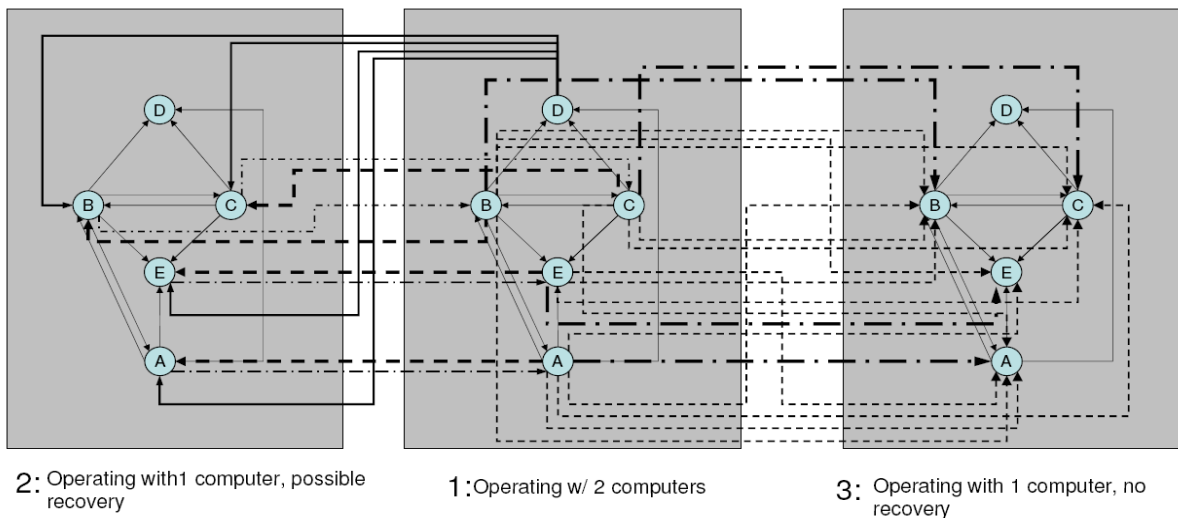 D
D
D
B
C
B
C
B
C
E
E
E
A
A
A
2: Operating with1 computer, possible
recovery
1: Operating w/ 2 computers
3: Operating with 1 computer, no
recovery